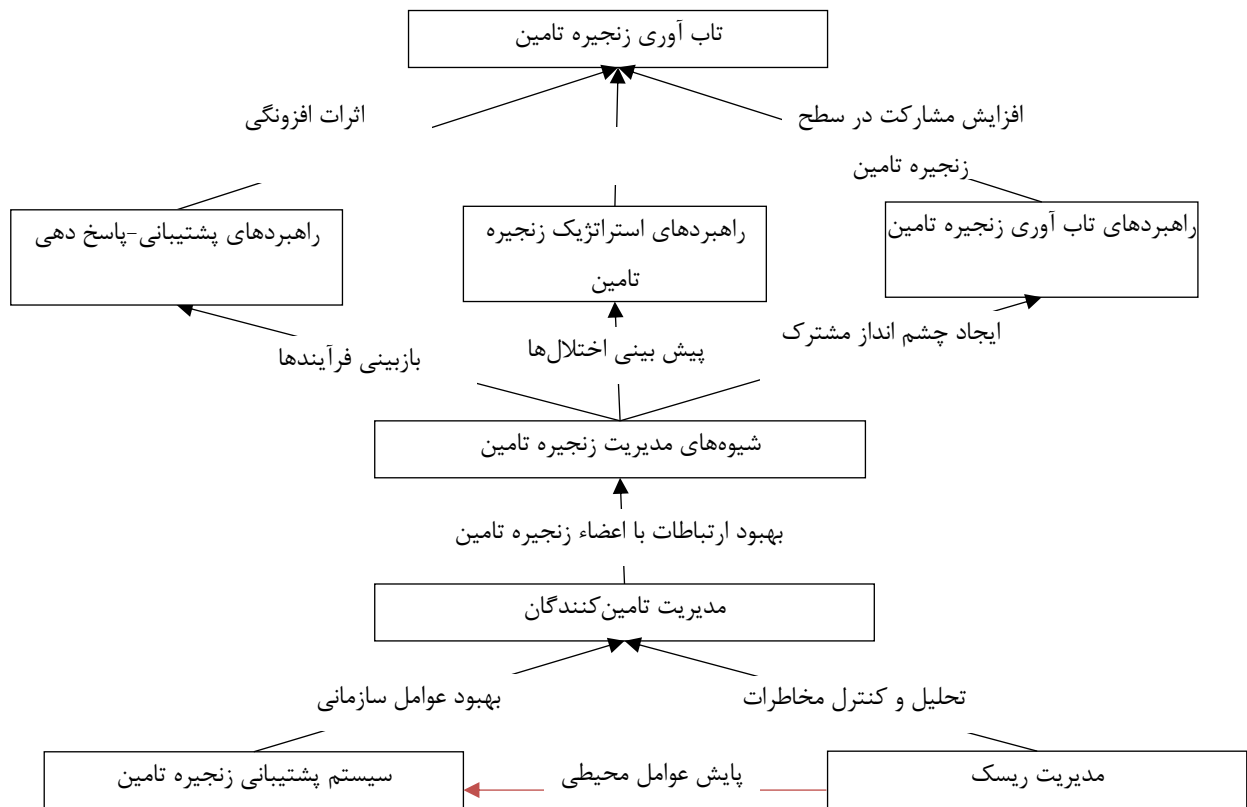 تاب آوری زنجیره تامین
افزایش مشارکت در سطح
زنجیره تامین
اثرات افزونگی
راهبردهای تاب آوری زنجیره تامین
راهبردهای استراتژیک زنجیره
تامین
راهبردهای پشتیبانی-پاسخ دهی
ایجاد چشم انداز مشترک
پیش بینی اختلال‌ها
بازبینی فرآیندها
شیوه‌های مدیریت زنجیره تامین
بهبود ارتباطات با اعضاء زنجیره تامین
مدیریت تامین‌کنندگان
تحلیل و کنترل مخاطرات
بهبود عوامل سازمانی
مدیریت ریسک
پایش عوامل محیطی
سیستم پشتیبانی زنجیره تامین